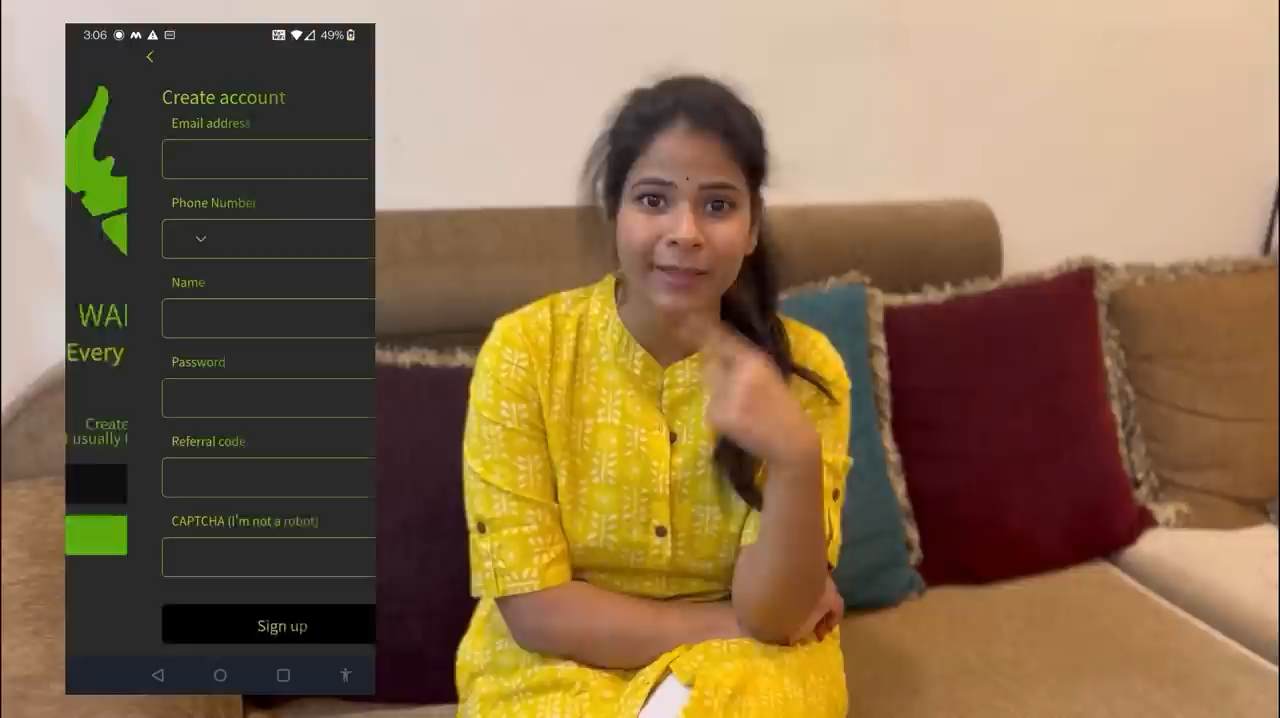 3:06
49%
Create account
Email address
Phone Number
Name
WAI
Every
Password
Create
usually
Referral code
CAPTCHA (I'm not a robot)
Sign up